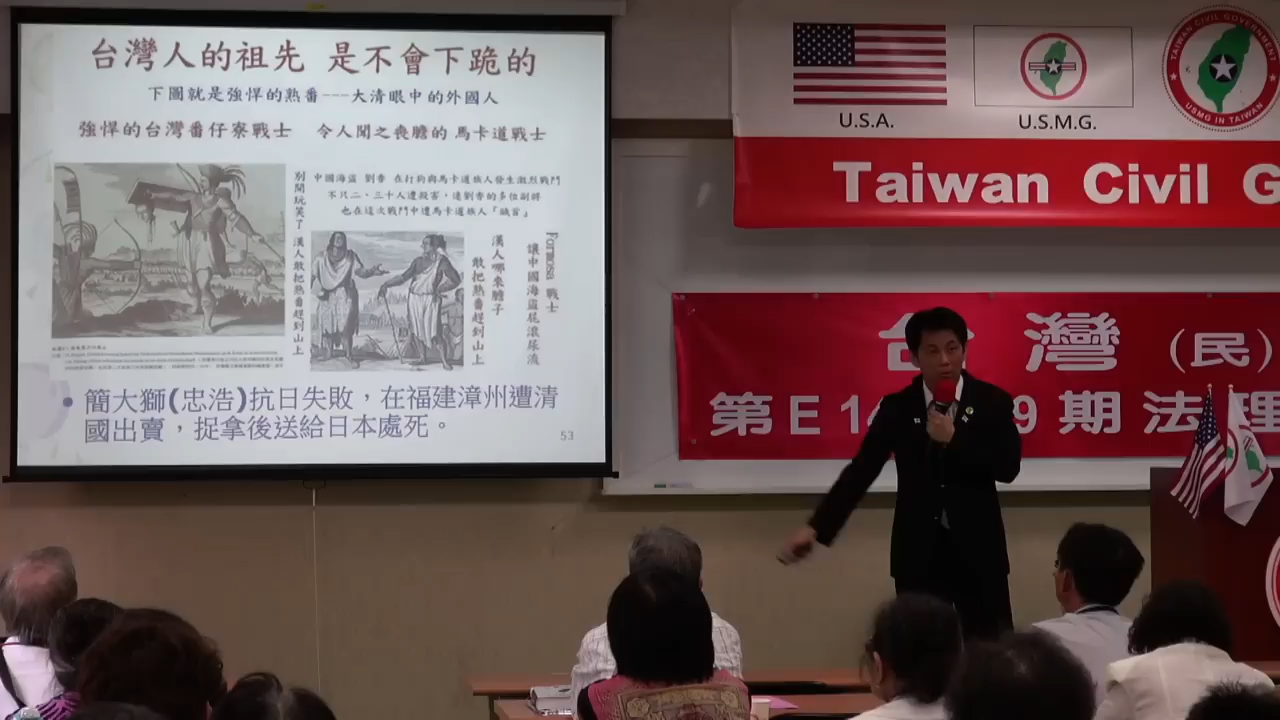 台灣人的祖先 是不會下跪的
下圖就是強悍的熟番---大清眼中的外國人
強悍的台灣番仔寮戰士 令人聞之喪膽的 馬卡道戰士
別開玩笑了 漢人敢把熟番趕到山上
中國海盜 劉香 在打狗與馬卡道族人發生激烈戰鬥
不只二、三十人遭殺害，連劉香的多位副將
也在這次戰鬥中遭馬卡道族人『馘首』
Formosa 戰士
讓中國海盜屁滾尿流
漢人哪來膽子
敢把熟番趕到山上
• 簡大獅(忠浩)抗日失敗，在福建漳州遭清
國出賣，捉拿後送給日本處死。
53
U.S.A.
U.S.M.G.
TAIWAN CIVIL GOVERNMENT
USMG IN TAIWAN
Taiwan Civil G
台灣(民)
第E1 9期法理